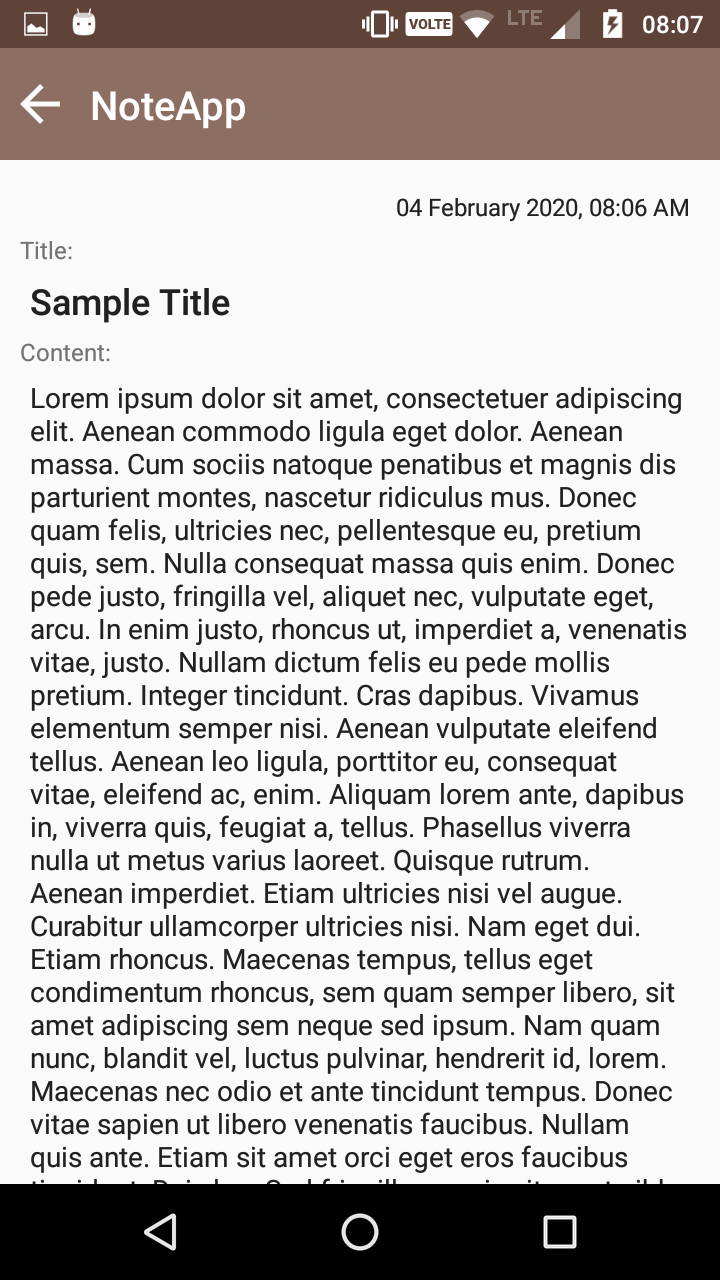 VOLTE LTE 08:07
NoteApp
04 February 2020, 08:06 AM
Title:
Sample Title
Content:
Lorem ipsum dolor sit amet, consectetuer adipiscing
elit. Aenean commodo ligula eget dolor. Aenean
massa. Cum sociis natoque penatibus et magnis dis
parturient montes, nascetur ridiculus mus. Donec
quam felis, ultricies nec, pellentesque eu, pretium
quis, sem. Nulla consequat massa quis enim. Donec
pede justo, fringilla vel, aliquet nec, vulputate eget,
arcu. In enim justo, rhoncus ut, imperdiet a, venenatis
vitae, justo. Nullam dictum felis eu pede mollis
pretium. Integer tincidunt. Cras dapibus. Vivamus
elementum semper nisi. Aenean vulputate eleifend
tellus. Aenean leo ligula, porttitor eu, consequat
vitae, eleifend ac, enim. Aliquam lorem ante, dapibus
in, viverra quis, feugiat a, tellus. Phasellus viverra
nulla ut metus varius laoreet. Quisque rutrum.
Aenean imperdiet. Etiam ultricies nisi vel augue.
Curabitur ullamcorper ultricies nisi. Nam eget dui.
Etiam rhoncus. Maecenas tempus, tellus eget
condimentum rhoncus, sem quam semper libero, sit
amet adipiscing sem neque sed ipsum. Nam quam
nunc, blandit vel, luctus pulvinar, hendrerit id, lorem.
Maecenas nec odio et ante tincidunt tempus. Donec
vitae sapien ut libero venenatis faucibus. Nullam
quis ante. Etiam sit amet orci eget eros faucibus